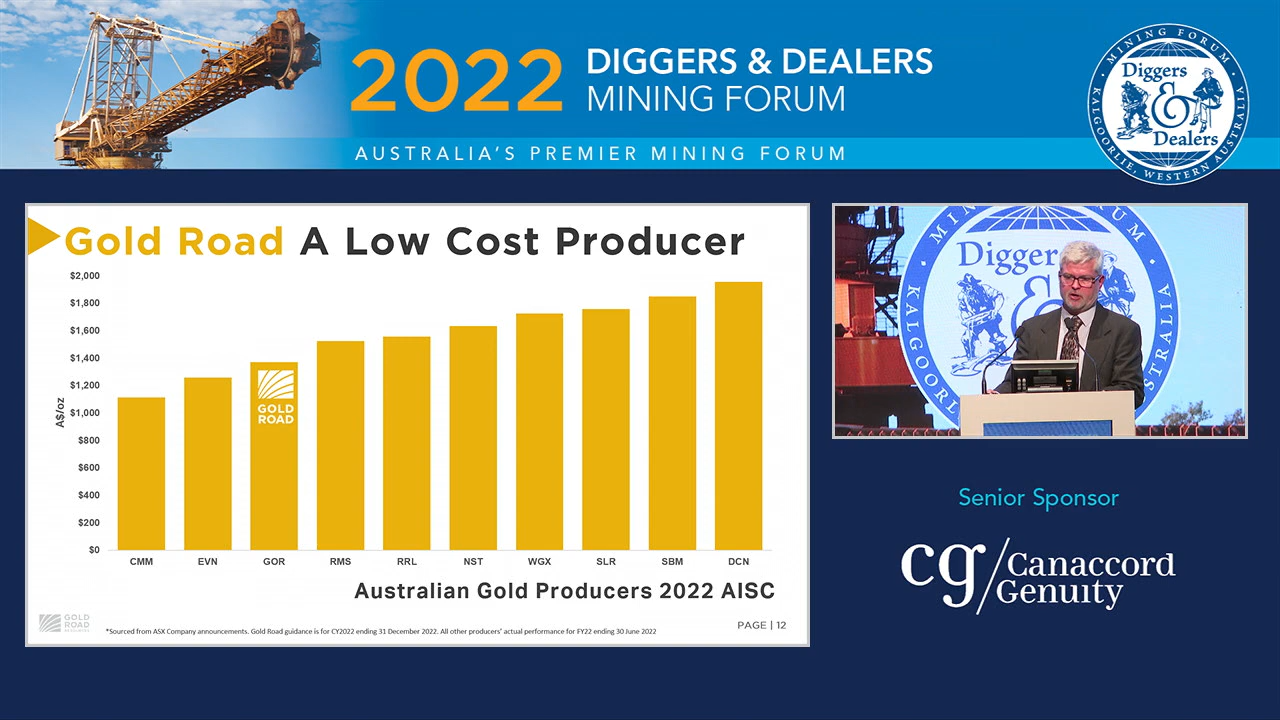 2022
DIGGERS & DEALERS
MINING FORUM
AUSTRALIA'S PREMIER MINING FORUM
MINING FORUM
Diggers
&
Dealers
KALGOORLIE, WESTERN AUSTRALIA
Gold Road A Low Cost Producer
$2,000
$1,800
$1,600
$1,400
$1,200
$1,000
$800
$600
$400
$200
$0
A$/oz
GOLD
ROAD
CMM EVN GOR RMS RRL NST WGX SLR SBM DCN
Australian Gold Producers 2022 AISC
GOLD
ROAD
*Sourced from ASX Company announcements. Gold Road guidance is for CY2022 ending 31 December 2022. All other producers' actual performance for FY22 ending 30 June 2022
PAGE | 12
Senior Sponsor
cg/Canaccord
Genuity